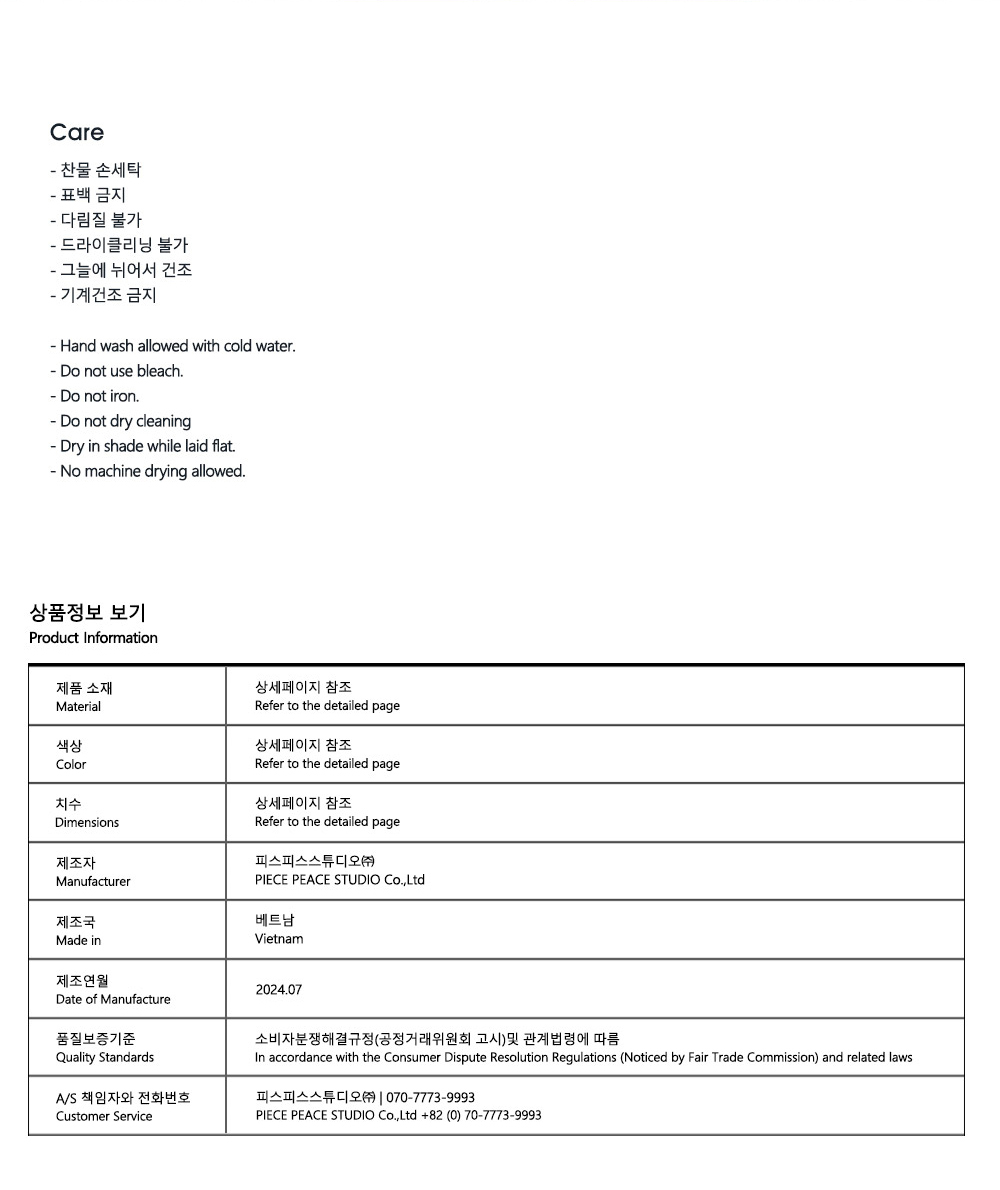 Care
- 찬물 손세탁
- 표백 금지
- 다림질 불가
- 드라이클리닝 불가
- 그늘에 뉘어서 건조
- 기계건조 금지
- Hand wash allowed with cold water.
- Do not use bleach.
- Do not iron.
- Do not dry cleaning
- Dry in shade while laid flat.
- No machine drying allowed.
상품정보 보기
Product Information
제품 소재
Material
상세페이지 참조
Refer to the detailed page
색상
Color
상세페이지 참조
Refer to the detailed page
치수
Dimensions
상세페이지 참조
Refer to the detailed page
제조자
Manufacturer
피스피스스튜디오㈜
PIECE PEACE STUDIO Co.,Ltd
제조국
Made in
베트남
Vietnam
제조연월
Date of Manufacture
2024.07
품질보증기준
Quality Standards
소비자분쟁해결규정(공정거래위원회 고시)및 관계법령에 따름
In accordance with the Consumer Dispute Resolution Regulations (Noticed by Fair Trade Commission) and related laws
A/S 책임자와 전화번호
Customer Service
피스피스스튜디오㈜ | 070-7773-9993
PIECE PEACE STUDIO Co.,Ltd +82 (0) 70-7773-9993